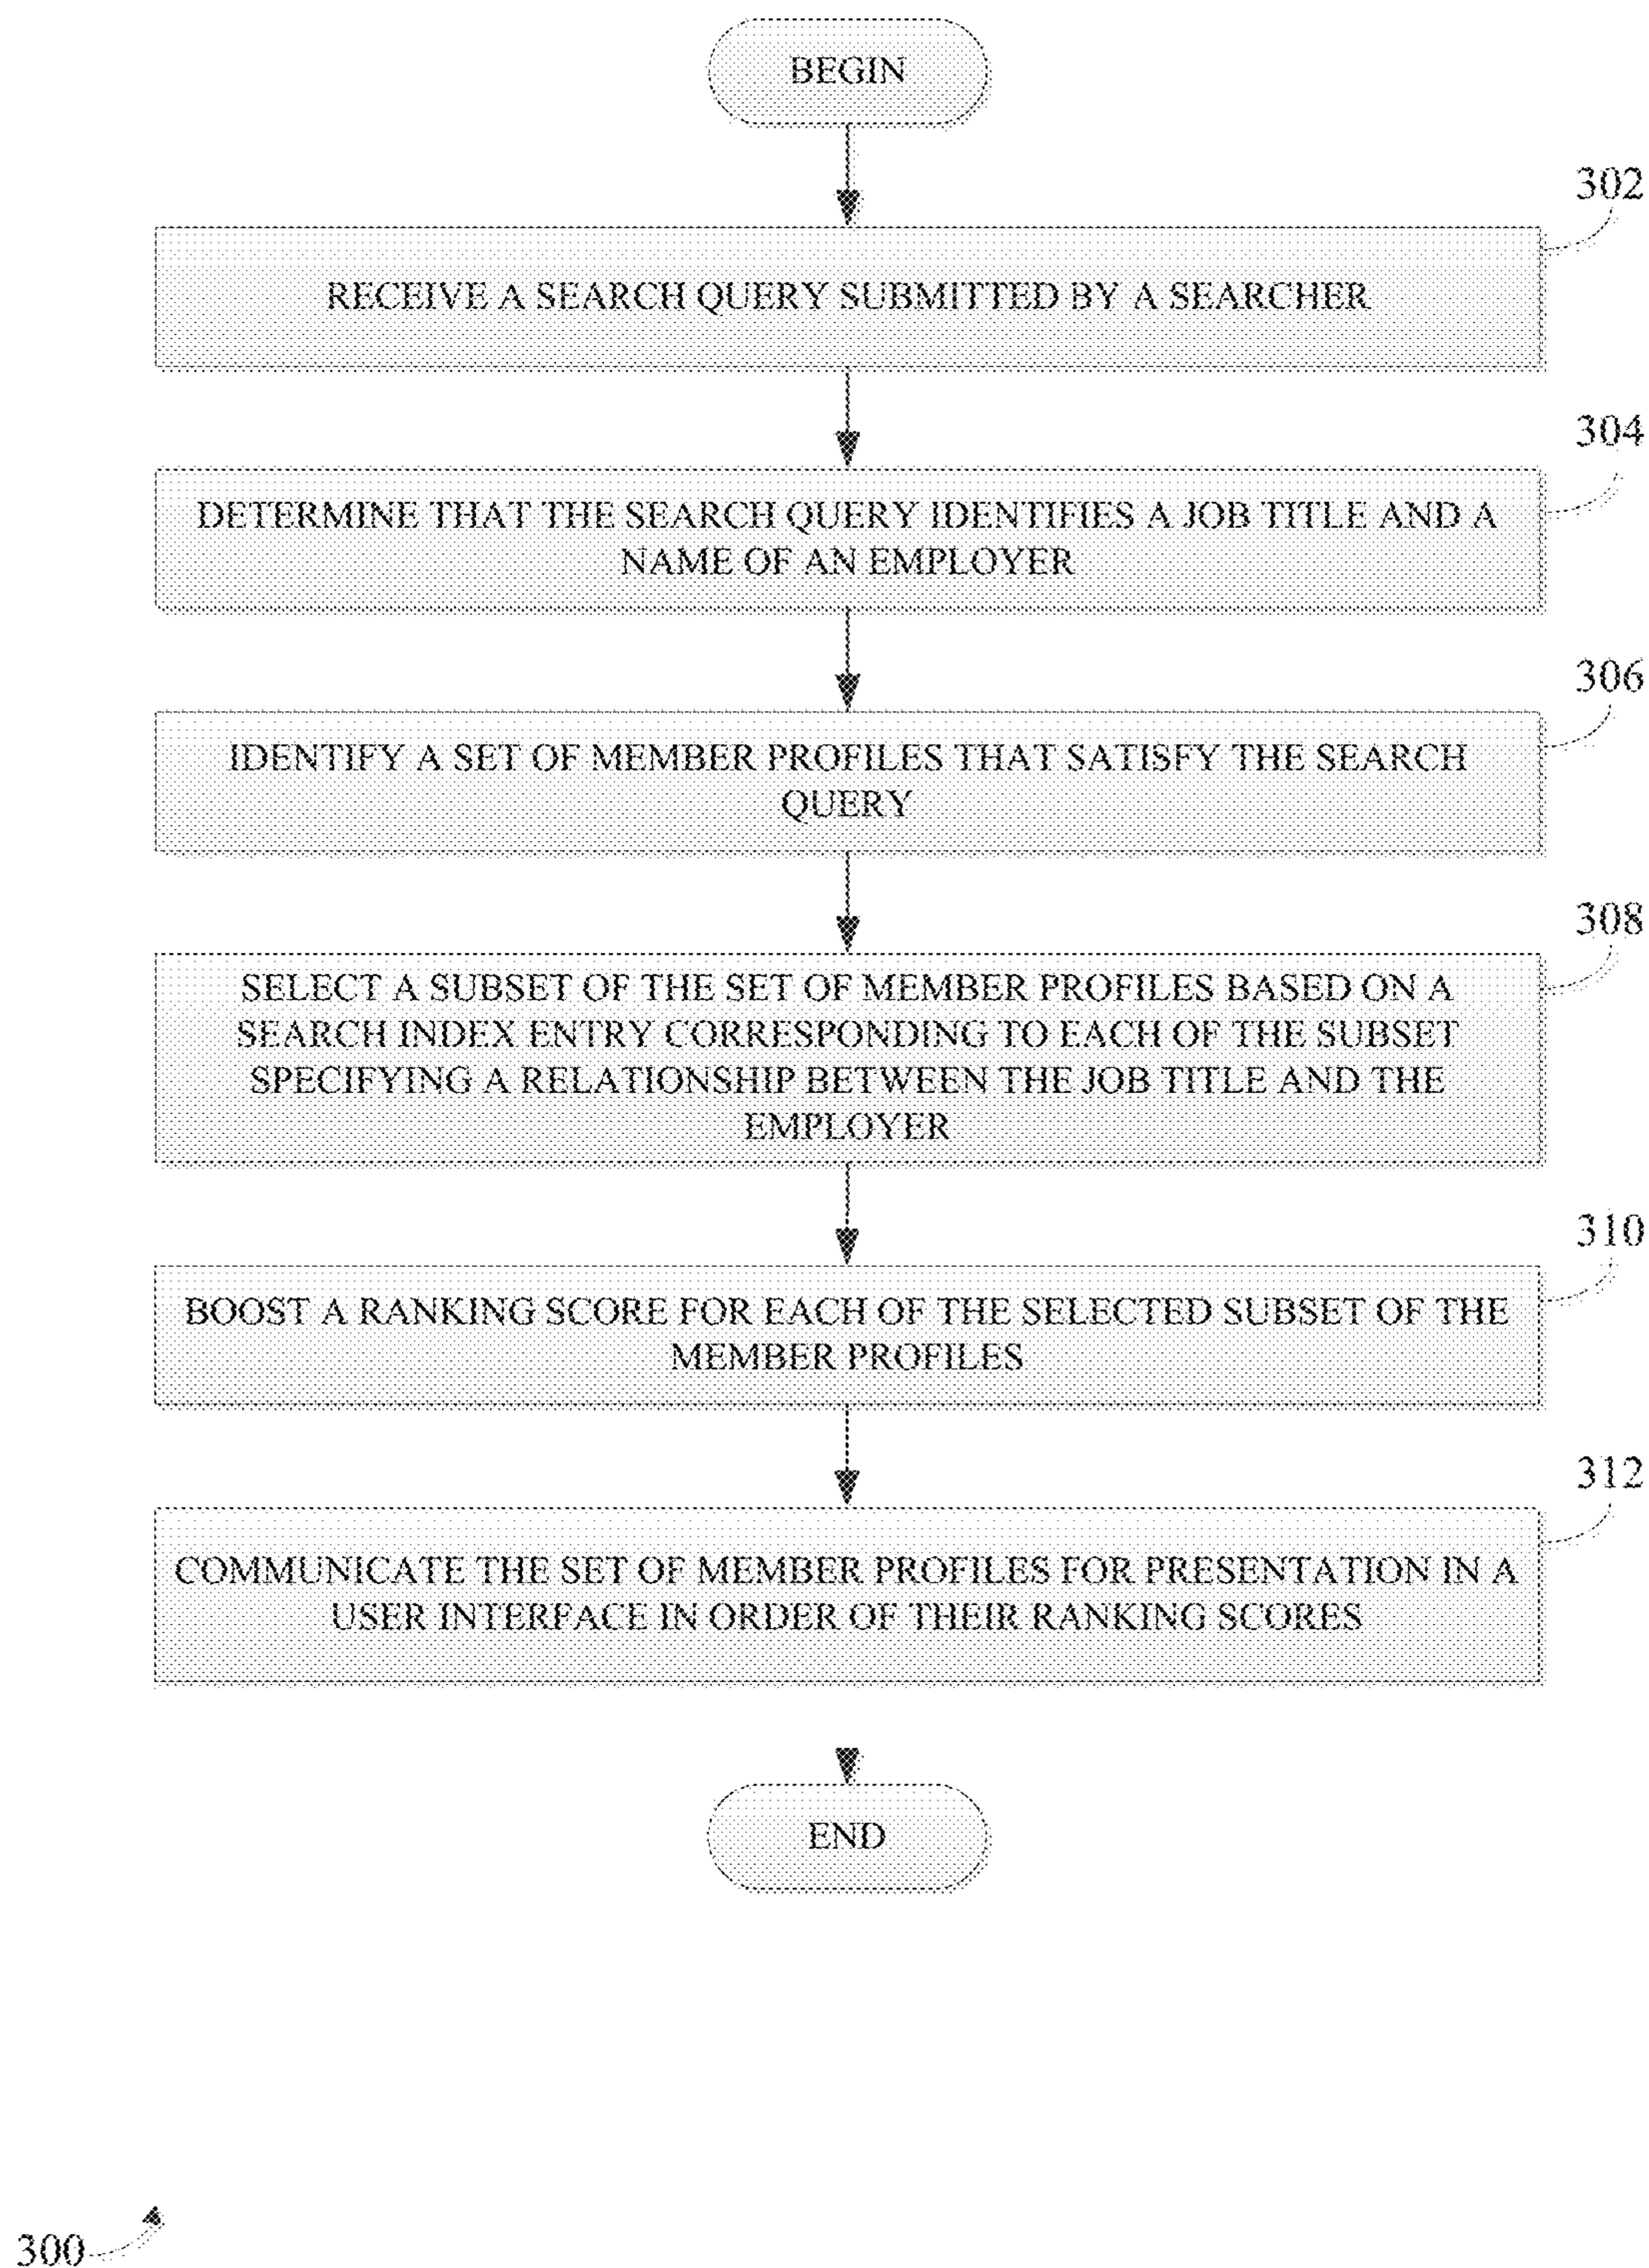 BEGIN
302
RECEIVE A SEARCH QUERY SUBMITTED BY A SEARCHER
304
DETERMINE THAT THE SEARCH QUERY IDENTIFIES A JOB TITLE AND A
NAME OF AN EMPLOYER
306
IDENTIFY A SET OF MEMBER PROFILES THAT SATISFY THE SEARCH
QUERY
308
SELECT A SUBSET OF THE SET OF MEMBER PROFILES BASED ON A
SEARCH INDEX ENTRY CORRESPONDING TO EACH OF THE SUBSET
SPECIFYING A RELATIONSHIP BETWEEN THE JOB TITLE AND THE
EMPLOYER
310
BOOST A RANKING SCORE FOR EACH OF THE SELECTED SUBSET OF THE
MEMBER PROFILES
312
COMMUNICATE THE SET OF MEMBER PROFILES FOR PRESENTATION IN A
USER INTERFACE IN ORDER OF THEIR RANKING SCORES
END
300